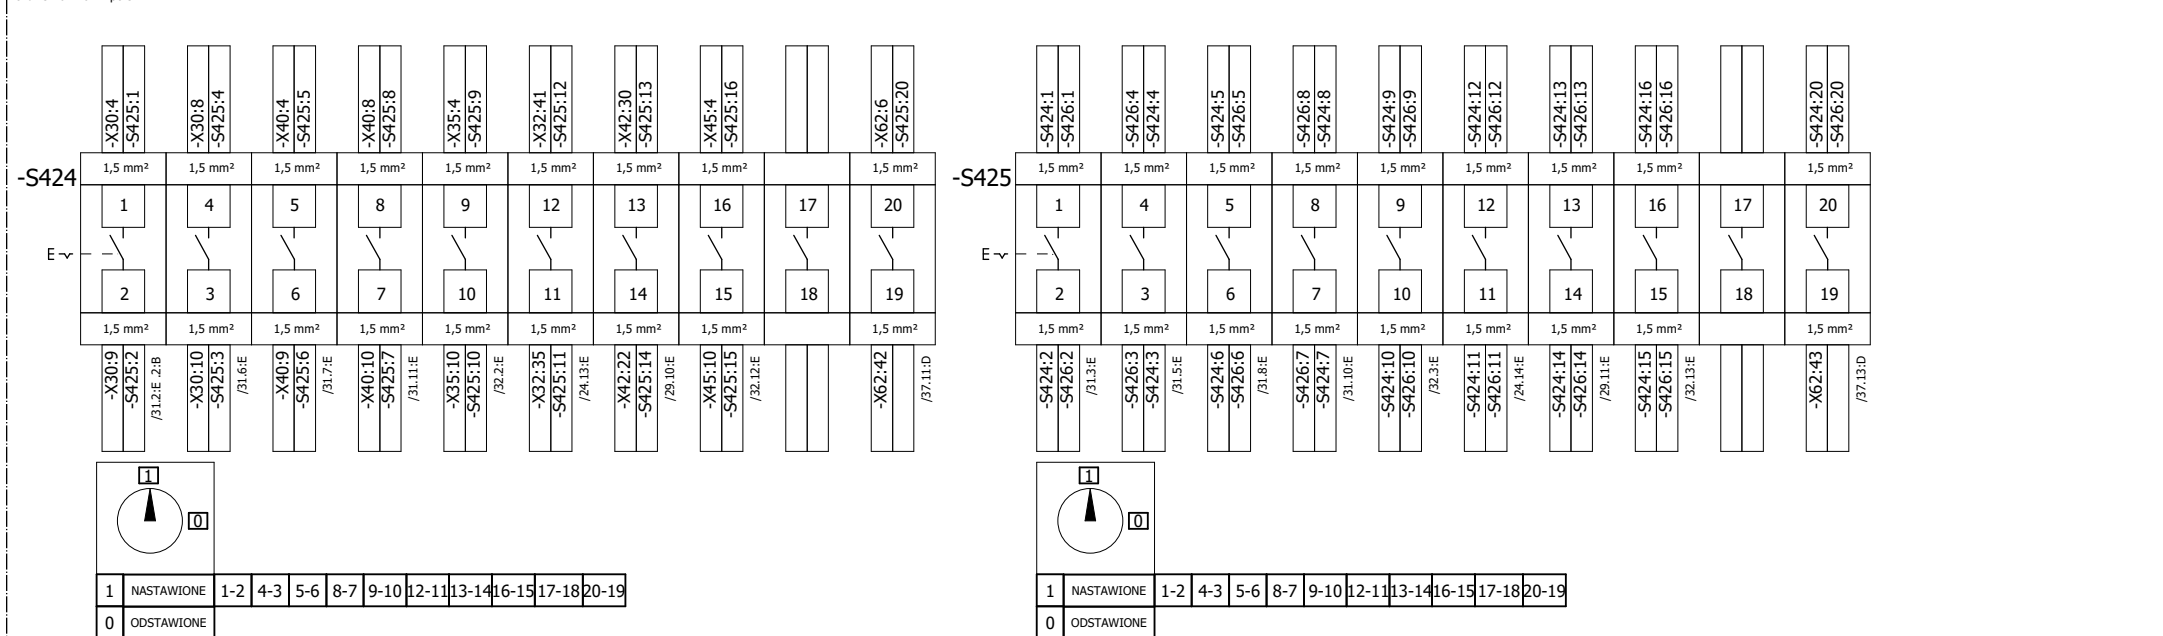 -X30:4 -S425:1 -X30:8 -S425:4 -X40:4 -S425:5 -X40:8 -S425:8 -X35:4 -S425:9 -X32:41 -S425:12 -X42:30 -S425:13 -X45:4 -S425:16 -X62:6 -S425:20
-S424
1,5 mm² 1,5 mm² 1,5 mm² 1,5 mm² 1,5 mm² 1,5 mm² 1,5 mm² 1,5 mm² 1,5 mm²
1 4 5 8 9 12 13 16 17 20
E
2 3 6 7 10 11 14 15 18 19
1,5 mm² 1,5 mm² 1,5 mm² 1,5 mm² 1,5 mm² 1,5 mm² 1,5 mm² 1,5 mm² 1,5 mm²
-X30:9 -S425:2 /31.2:E .2:B -X30:10 -S425:3 /31.6:E -X40:9 -S425:6 /31.7:E -X40:10 -S425:7 /31.11:E -X35:10 -S425:10 /32.2:E -X32:35 -S425:11 /24.13:E -X42:22 -S425:14 /29.10:E -X45:10 -S425:15 /32.12:E -X62:42 /37.11:D
1
0
1 NASTAWIONE 1-2 4-3 5-6 8-7 9-10 12-11 13-14 16-15 17-18 20-19
0 ODSTAWIONE
-S424:1 -S426:1 -S426:4 -S424:4 -S424:5 -S426:5 -S426:8 -S424:8 -S424:9 -S426:9 -S424:12 -S426:12 -S424:13 -S426:13 -S424:16 -S426:16 -S424:20 -S426:20
-S425
1,5 mm² 1,5 mm² 1,5 mm² 1,5 mm² 1,5 mm² 1,5 mm² 1,5 mm² 1,5 mm² 1,5 mm²
1 4 5 8 9 12 13 16 17 20
E
2 3 6 7 10 11 14 15 18 19
1,5 mm² 1,5 mm² 1,5 mm² 1,5 mm² 1,5 mm² 1,5 mm² 1,5 mm² 1,5 mm² 1,5 mm²
-S424:2 -S426:2 /31.3:E -S426:3 -S424:3 /31.5:E -S424:6 -S426:6 /31.8:E -S426:7 -S424:7 /31.10:E -S424:10 -S426:10 /32.3:E -S424:11 -S426:11 /24.14:E -S424:14 -S426:14 /29.11:E -S424:15 -S426:15 /32.13:E -X62:43 /37.13:D
1
0
1 NASTAWIONE 1-2 4-3 5-6 8-7 9-10 12-11 13-14 16-15 17-18 20-19
0 ODSTAWIONE